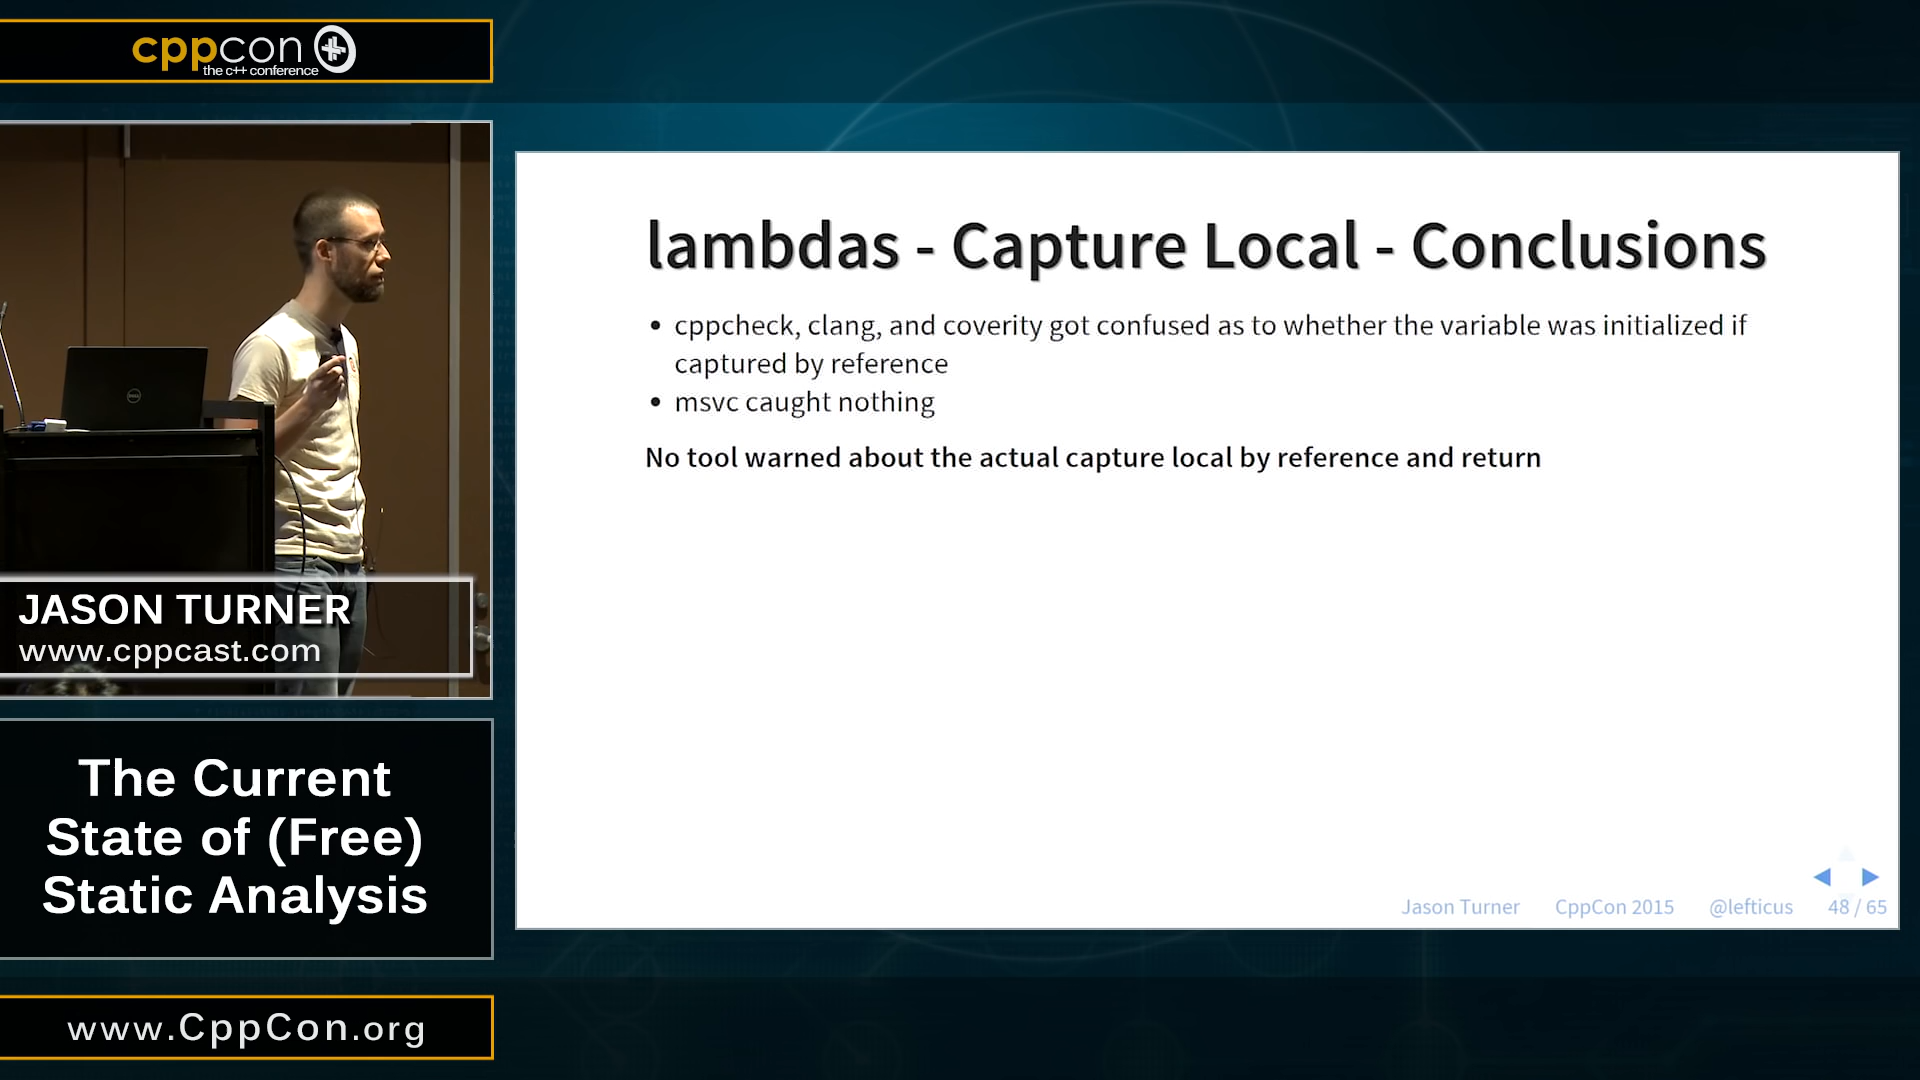 cppcon
the c++ conference
JASON TURNER
www.cppcast.com
The Current
State of (Free)
Static Analysis
www.CppCon.org
lambdas - Capture Local - Conclusions
• cppcheck, clang, and coverity got confused as to whether the variable was initialized if
captured by reference
• msvc caught nothing
No tool warned about the actual capture local by reference and return
Jason Turner CppCon 2015 @lefticus 48 / 65